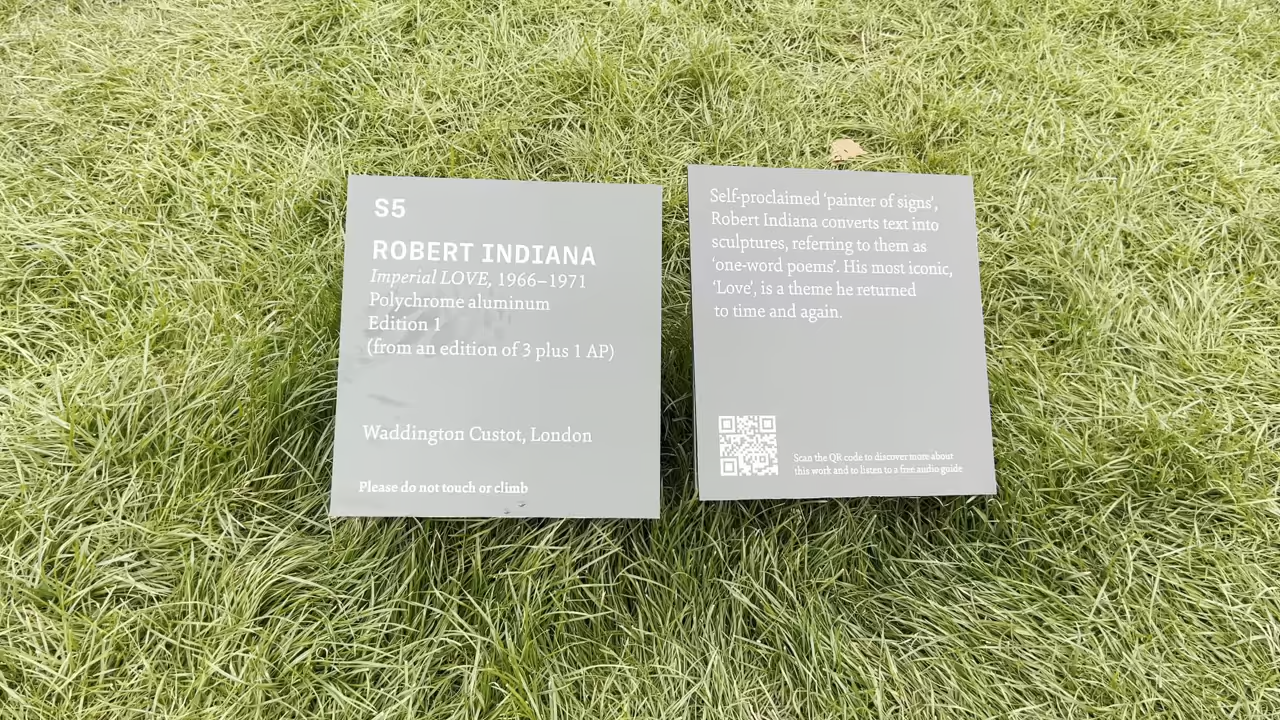 S5
ROBERT INDIANA
Imperial LOVE, 1966–1971
Polychrome aluminum
Edition 1
(from an edition of 3 plus 1 AP)
Waddington Custot, London
Please do not touch or climb
Self-proclaimed ‘painter of signs’,
Robert Indiana converts text into
sculptures, referring to them as
‘one-word poems’. His most iconic,
‘Love’, is a theme he returned
to time and again.
Scan the QR code to discover more about
this work and to listen to a free audio guide